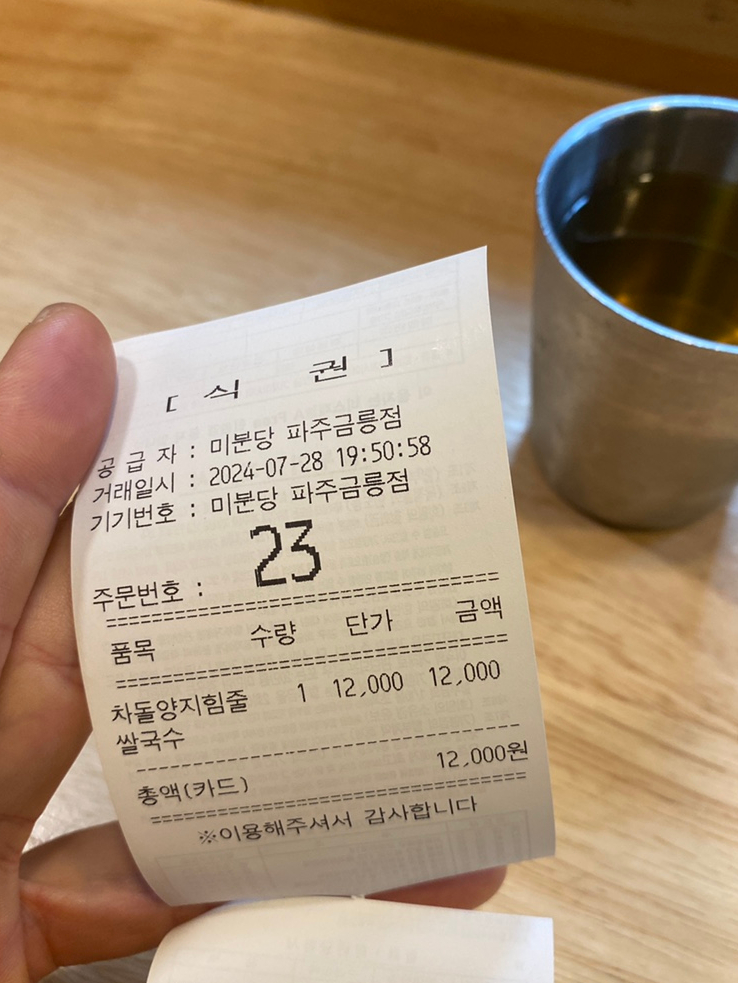 [ 식 권 ]
공 급 자 : 미분당 파주금릉점
거래일시 : 2024-07-28 19:50:58
기기번호 : 미분당 파주금릉점
주문번호 : 23
품목 수량 단가 금액
차돌양지힘줄 1 12,000 12,000
쌀국수
총액(카드) 12,000원
※이용해주셔서 감사합니다